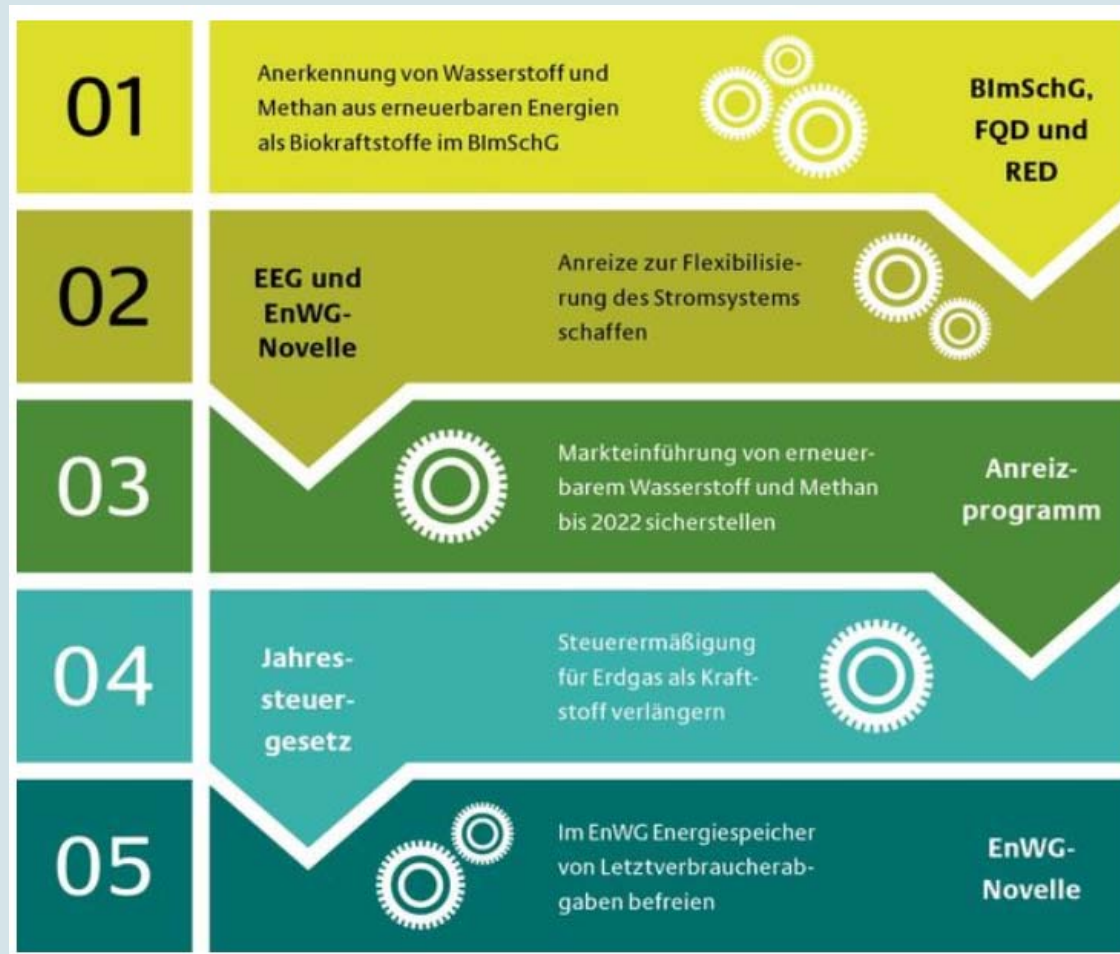 01
Anerkennung von Wasserstoff und
Methan aus erneuerbaren Energien
als Biokraftstoffe im BImSchG
BImSchG,
FQD und
RED
02
EEG und
EnWG-
Novelle
Anreize zur Flexibilisie-
rung des Stromsystems
schaffen
03
Markteinführung von erneuer-
barem Wasserstoff und Methan
bis 2022 sicherstellen
Anreiz-
programm
04
Jahres-
steuer-
gesetz
Steuerermäßigung
für Erdgas als Kraft-
stoff verlängern
05
Im EnWG Energiespeicher
von Letztverbraucherab-
gaben befreien
EnWG-
Novelle